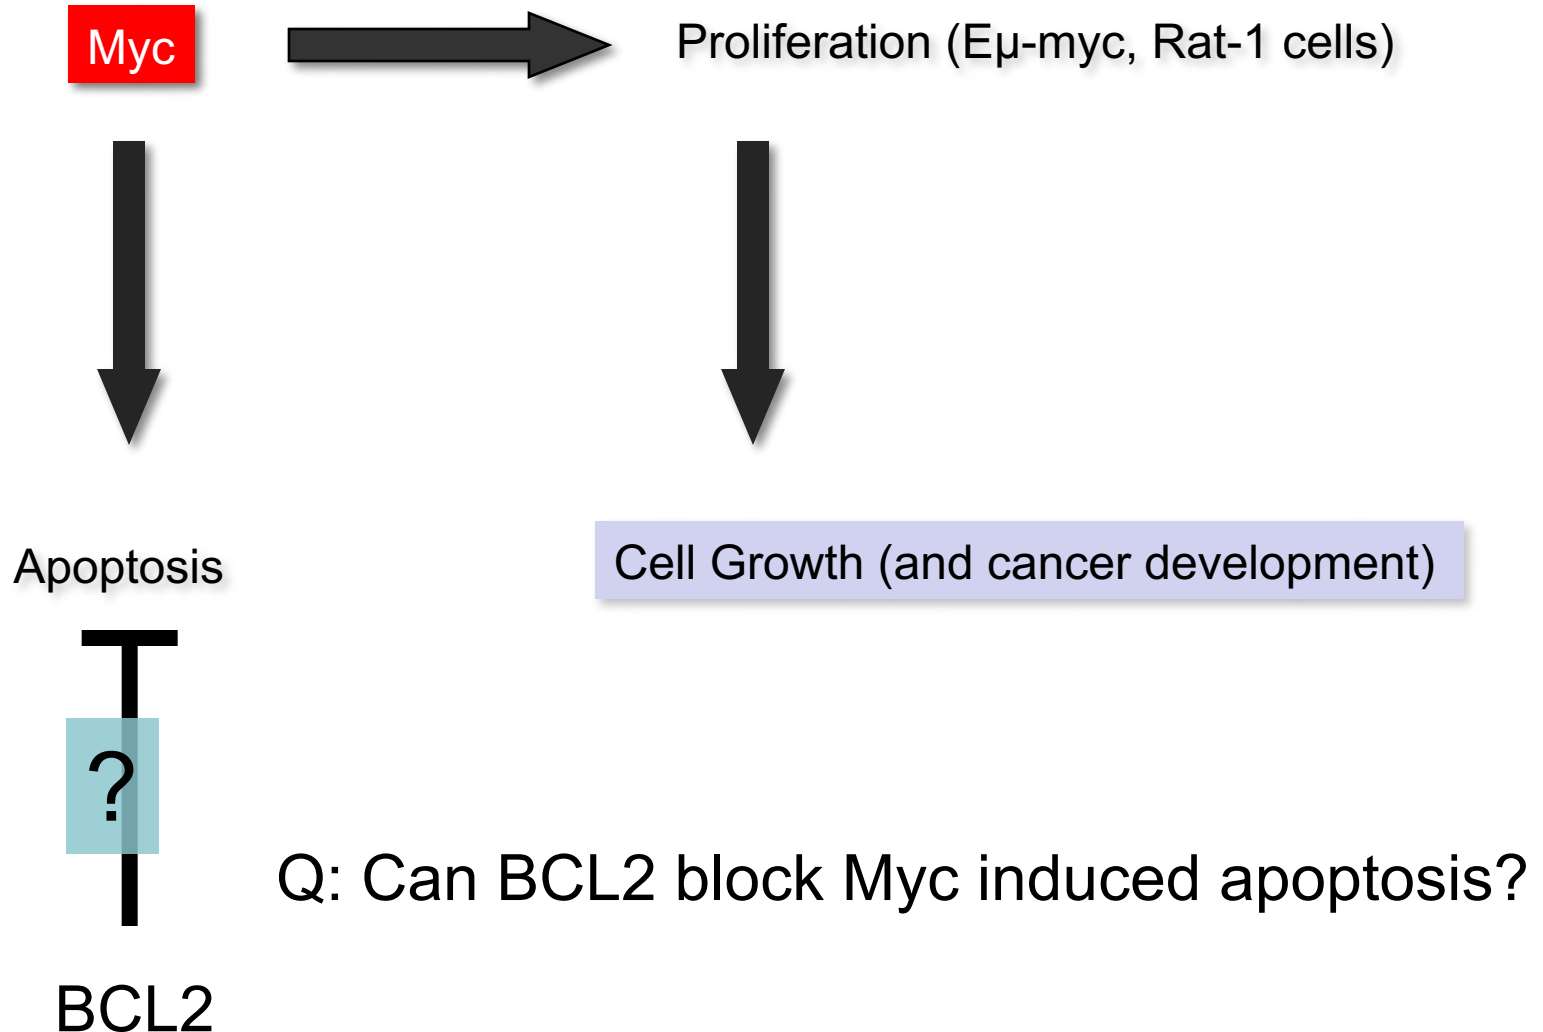 Myc
Proliferation (Eµ-myc, Rat-1 cells)
Apoptosis
Cell Growth (and cancer development)
?
Q: Can BCL2 block Myc induced apoptosis?
BCL2